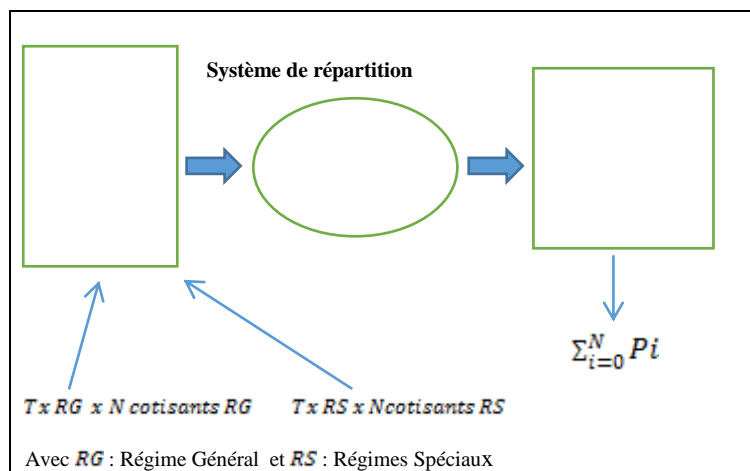 Système de répartition
$\Sigma_{i=0}^{N} Pi$
T x RG x N cotisants RG T x RS x Ncotisants RS
Avec RG : Régime Général et RS : Régimes Spéciaux